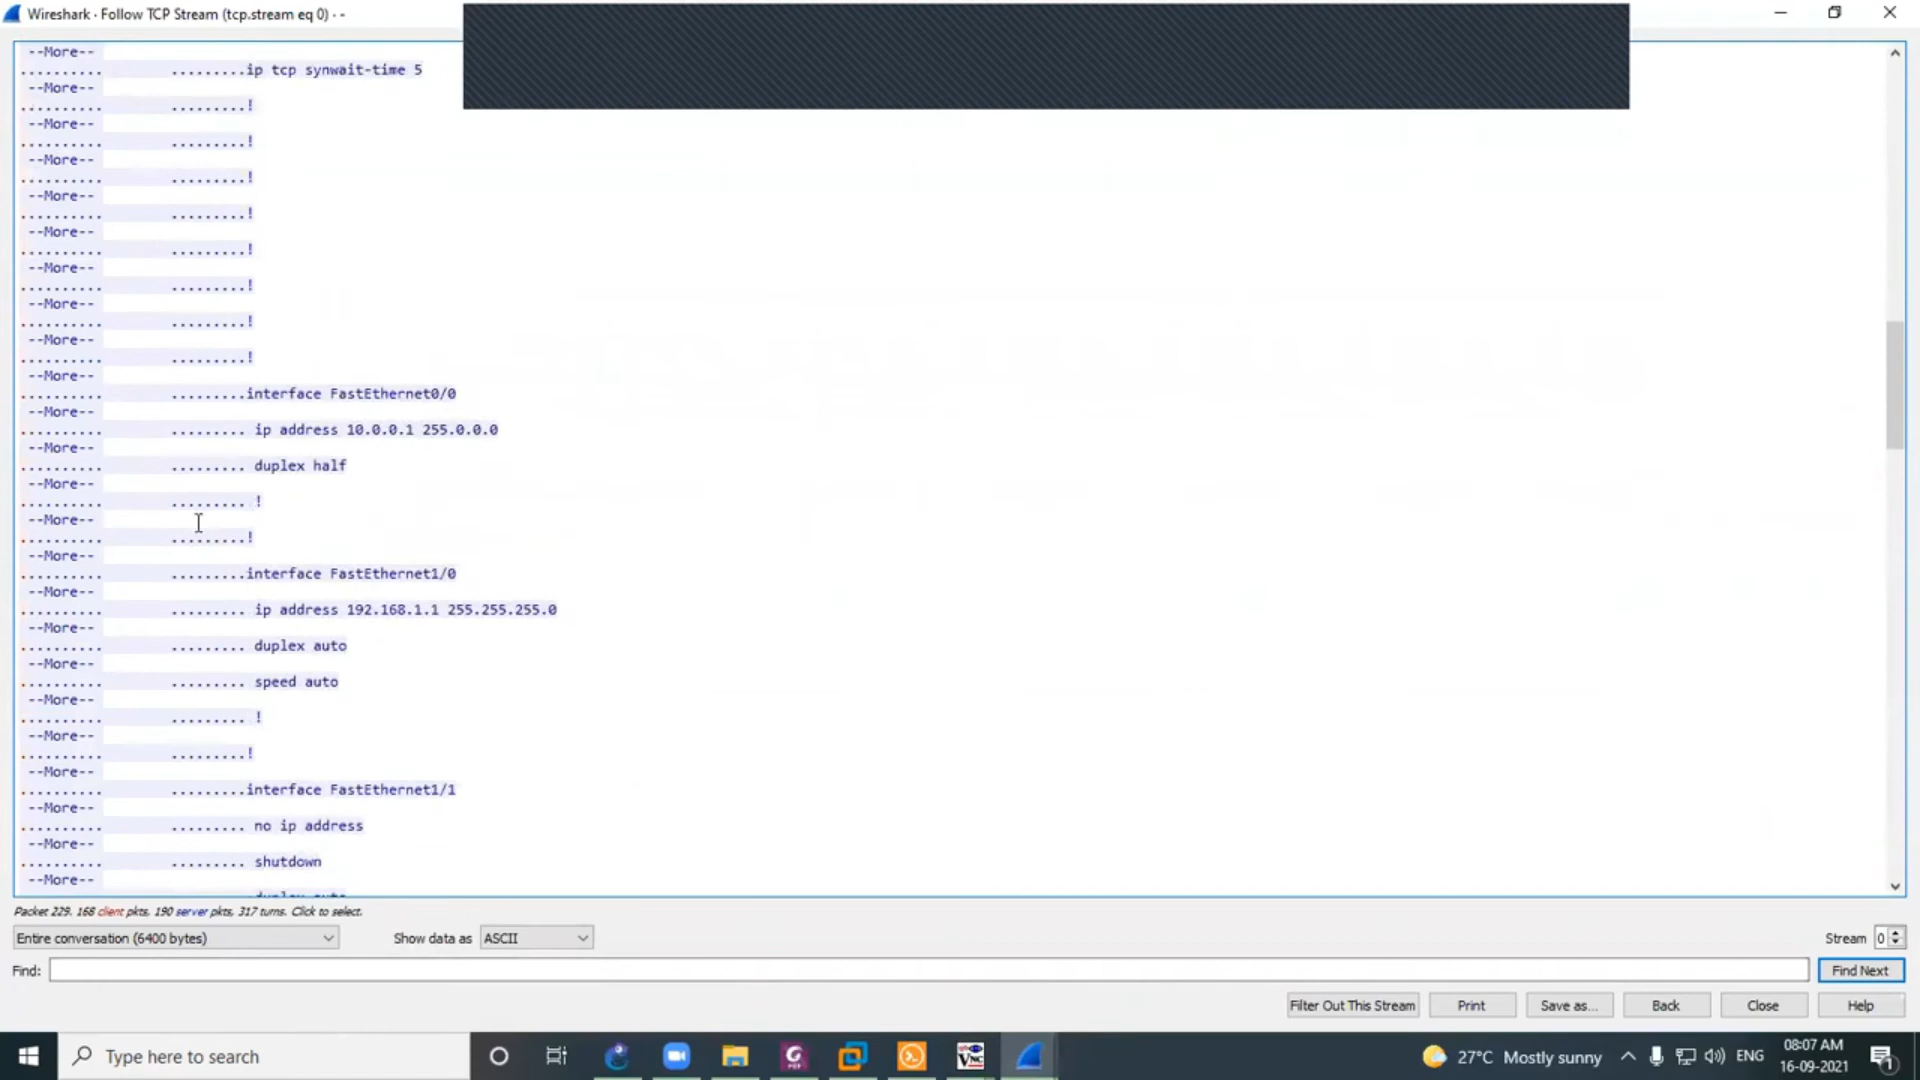 Wireshark · Follow TCP Stream (tcp.stream eq 0) · -
--More--
.......... .........ip tcp synwait-time 5
--More--
.......... .........!
--More--
.......... .........!
--More--
.......... .........!
--More--
.......... .........!
--More--
.......... .........!
--More--
.......... .........!
--More--
.......... .........!
--More--
.......... .........!
--More--
.......... .........interface FastEthernet0/0
--More--
.......... ......... ip address 10.0.0.1 255.0.0.0
--More--
.......... ......... duplex half
--More--
.......... ......... !
--More--
.......... .........!
--More--
.......... .........interface FastEthernet1/0
--More--
.......... ......... ip address 192.168.1.1 255.255.255.0
--More--
.......... ......... duplex auto
--More--
.......... ......... speed auto
--More--
.......... ......... !
--More--
.......... .........!
--More--
.......... .........interface FastEthernet1/1
--More--
.......... ......... no ip address
--More--
.......... ......... shutdown
--More--
.......... ......... duplex auto
Packet 229. 168 client pkts, 190 server pkts, 317 turns. Click to select.
Entire conversation (6400 bytes) Show data as ASCII Stream 0
Find: Find Next
Filter Out This Stream Print Save as... Back Close Help
Type here to search 27°C Mostly sunny ENG 08:07 AM
16-09-2021 1